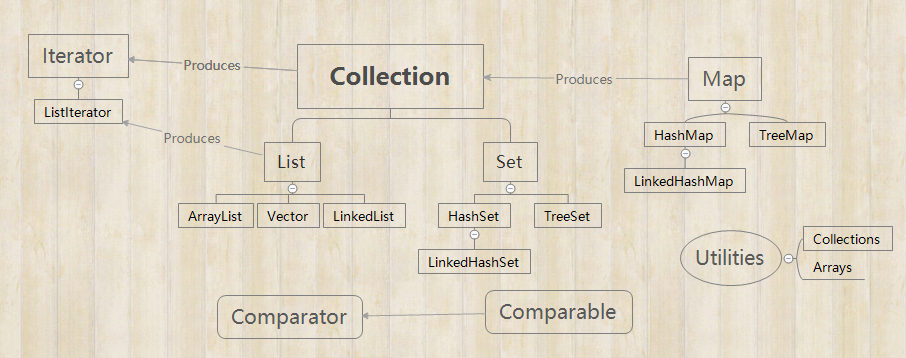 Iterator
Produces
Collection
Produces
Map
ListIterator
Produces
HashMap
TreeMap
List
Set
LinkedHashMap
ArrayList
Vector
LinkedList
HashSet
TreeSet
LinkedHashSet
Utilities
Collections
Arrays
Comparator
Comparable